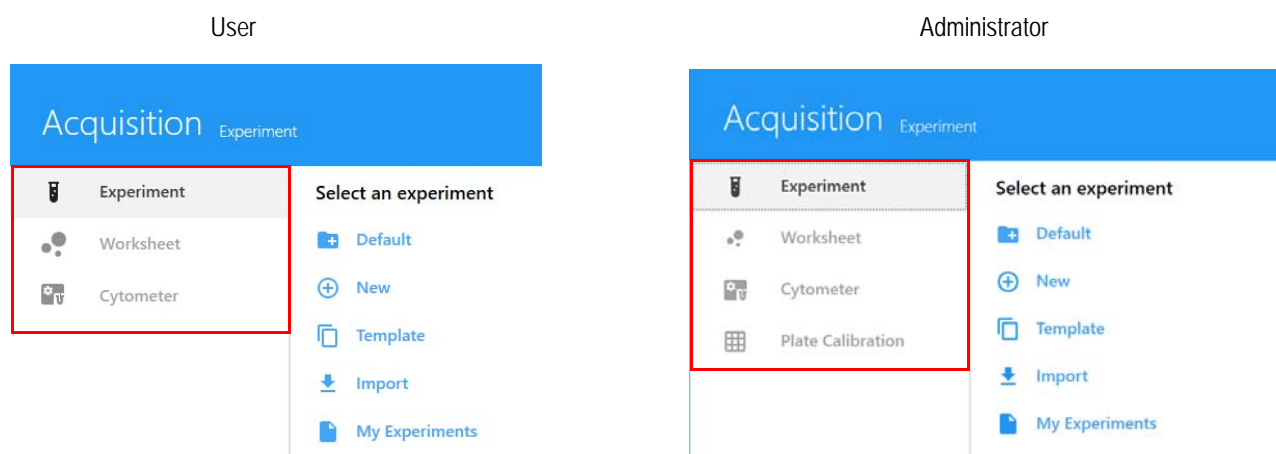 User
Acquisition Experiment
Experiment
Worksheet
Cytometer
Select an experiment
Default
New
Template
Import
My Experiments
Administrator
Acquisition Experiment
Experiment
Worksheet
Cytometer
Plate Calibration
Select an experiment
Default
New
Template
Import
My Experiments